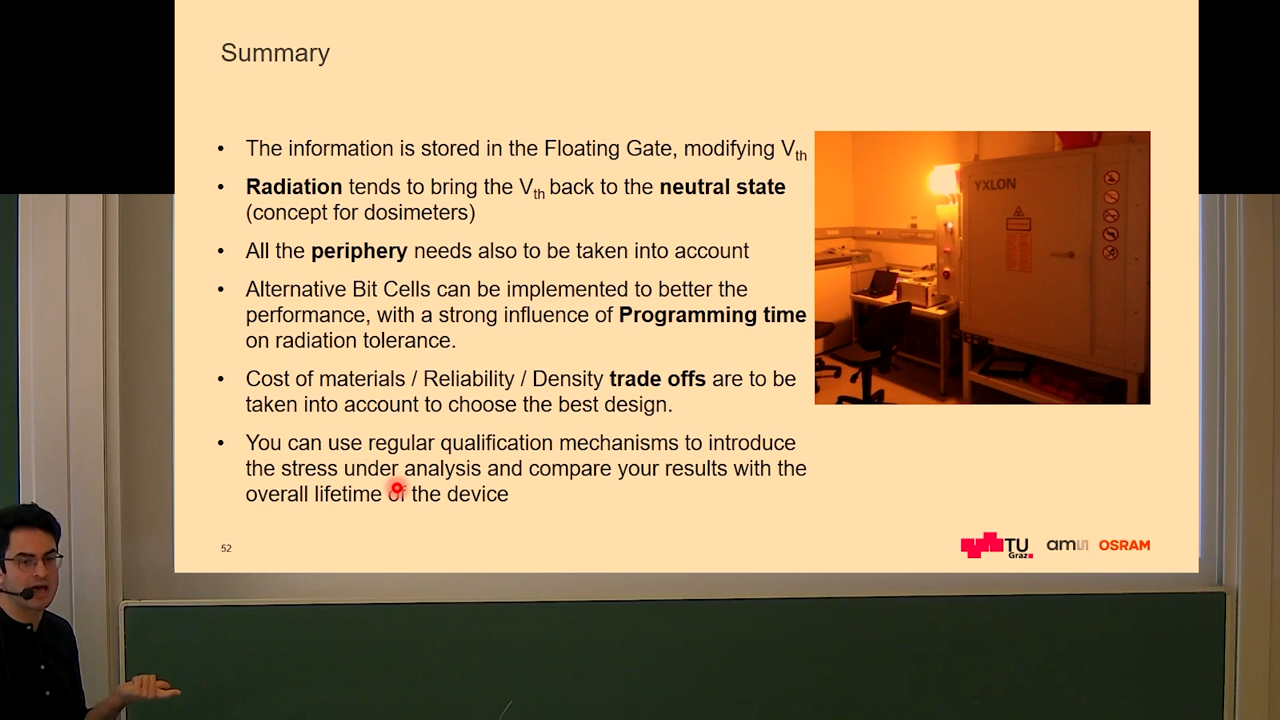 Summary
• The information is stored in the Floating Gate, modifying Vth
• Radiation tends to bring the Vth back to the neutral state
(concept for dosimeters)
• All the periphery needs also to be taken into account
• Alternative Bit Cells can be implemented to better the
performance, with a strong influence of Programming time
on radiation tolerance.
• Cost of materials / Reliability / Density trade offs are to be
taken into account to choose the best design.
• You can use regular qualification mechanisms to introduce
the stress under analysis and compare your results with the
overall lifetime of the device
YXLON
52
TU
Graz
amu OSRAM